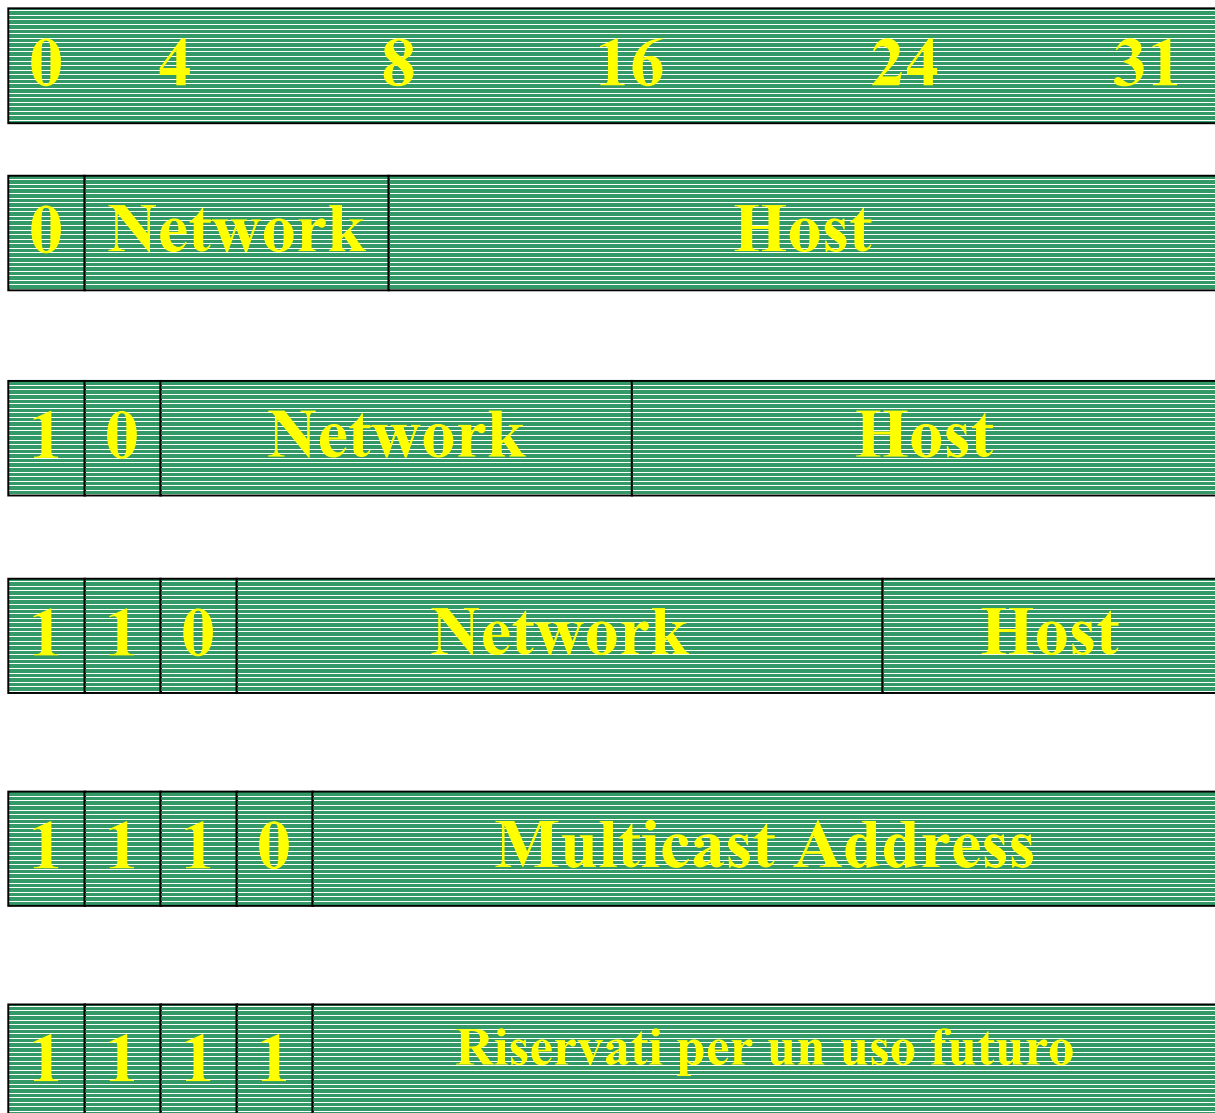 0 4 8 16 24 31
0 Network Host
1 0 Network Host
1 1 0 Network Host
1 1 1 0 Multicast Address
1 1 1 1 Riservati per un uso futuro